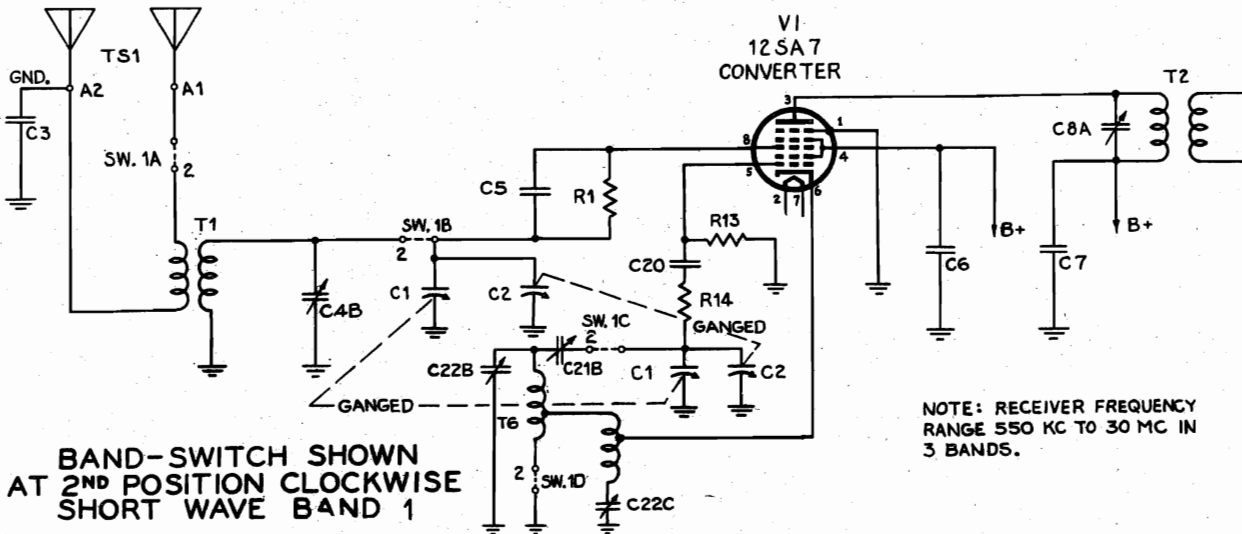 V1
12SA7
CONVERTER
TS1
GND.
A2
A1
C3
SW. 1A
2
T1
3
1
8
4
5
2
7
6
T2
C8A
C5
R1
SW. 1B
2
R13
C20
R14
B+
C6
B+
C7
C4B
C1
C2
SW. 1C
2
GANGED
C22B
C21B
C1
C2
GANGED
T6
2
SW.1D
C22C
NOTE: RECEIVER FREQUENCY
RANGE 550 KC TO 30 MC IN
3 BANDS.
BAND-SWITCH SHOWN
AT 2ND POSITION CLOCKWISE
SHORT WAVE BAND 1